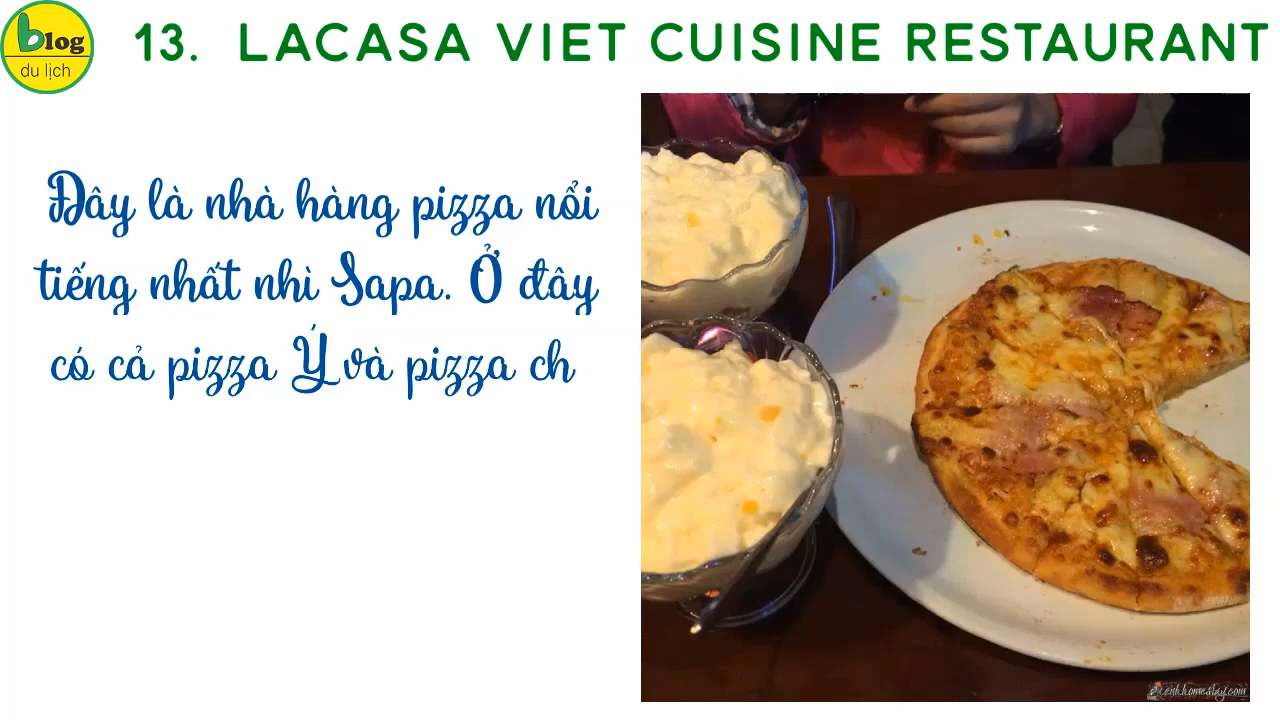 blog
du lịch
13. LACASA VIET CUISINE RESTAURANT
Đây là nhà hàng pizza nổi
tiếng nhất nhì Sapa. Ở đây
có cả pizza Ý và pizza ch